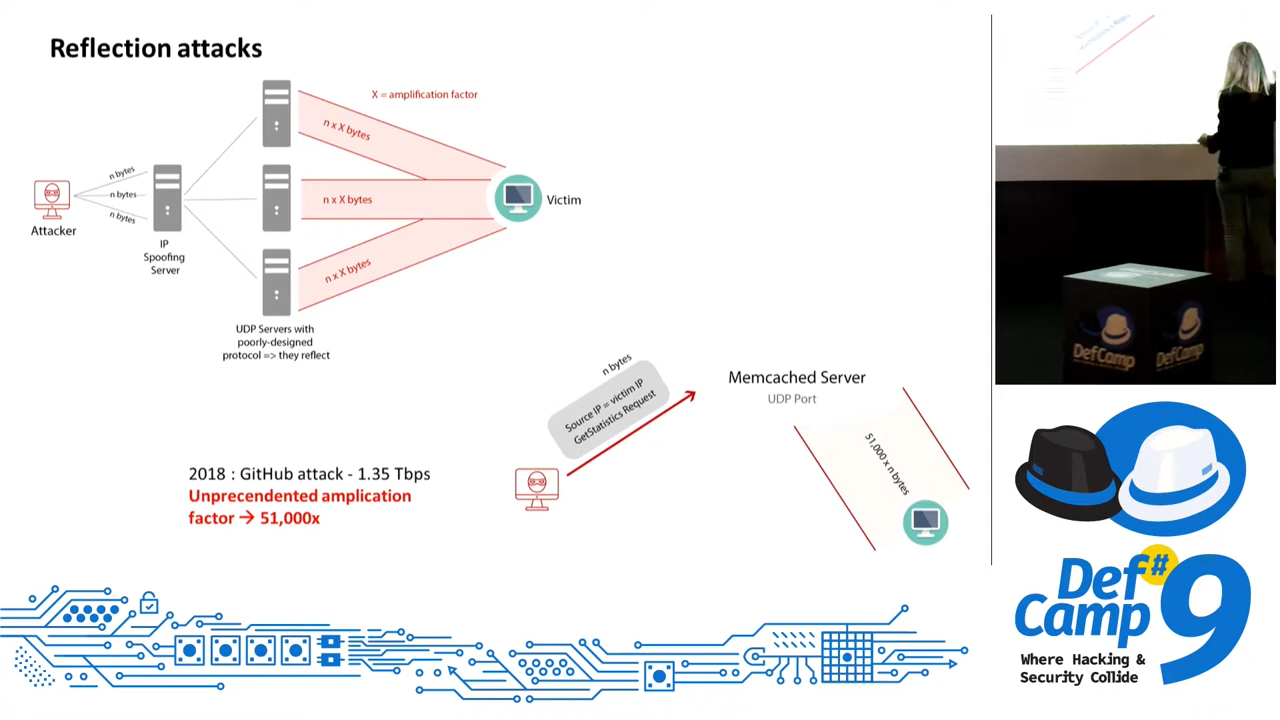 Reflection attacks
X = amplification factor
n x X bytes
n x X bytes
n x X bytes
n bytes
n bytes
n bytes
Attacker
IP
Spoofing
Server
Victim
UDP Servers with
poorly-designed
protocol => they reflect
n bytes
Source IP = victim IP
GetStatistics Request
Memcached Server
UDP Port
51,000 x n bytes
2018 : GitHub attack - 1.35 Tbps
Unprecendented amplication
factor → 51,000x
DefCamp
DefCamp
Def#
Camp 9
Where Hacking &
Security Collide